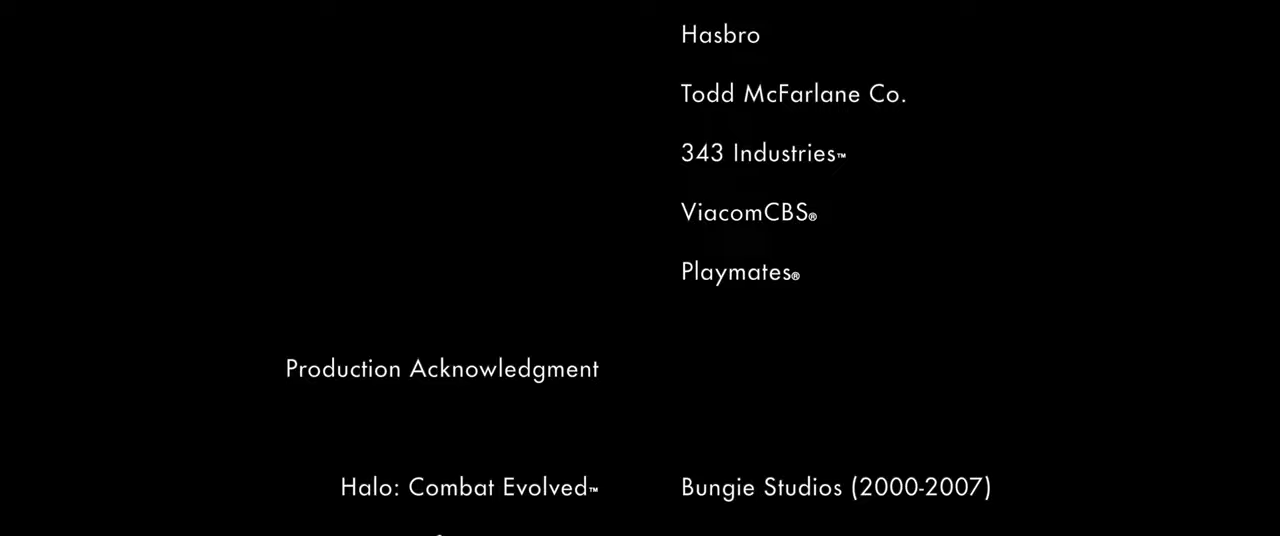 Hasbro
Todd McFarlane Co.
343 Industries™
ViacomCBS®
Playmates®
Production Acknowledgment
Halo: Combat Evolved™ Bungie Studios (2000-2007)